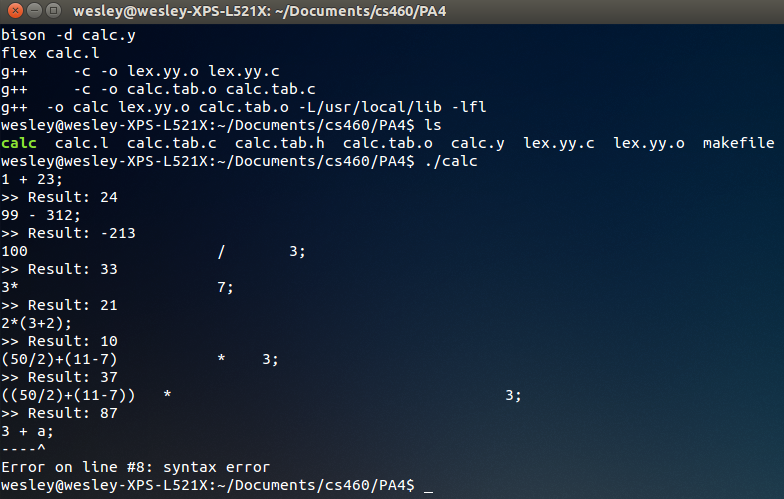 wesley@wesley-XPS-L521X: ~/Documents/cs460/PA4
bison -d calc.y
flex calc.l
g++     -c -o lex.yy.o lex.yy.c
g++     -c -o calc.tab.o calc.tab.c
g++  -o calc lex.yy.o calc.tab.o -L/usr/local/lib -lfl
wesley@wesley-XPS-L521X:~/Documents/cs460/PA4$ ls
calc  calc.l  calc.tab.c  calc.tab.h  calc.tab.o  calc.y  lex.yy.c  lex.yy.o  makefile
wesley@wesley-XPS-L521X:~/Documents/cs460/PA4$ ./calc
1 + 23;
>> Result: 24
99 - 312;
>> Result: -213
100                     /       3;
>> Result: 33
3*                      7;
>> Result: 21
2*(3+2);
>> Result: 10
(50/2)+(11-7)           *    3;
>> Result: 37
((50/2)+(11-7))   *                                     3;
>> Result: 87
3 + a;
----^
Error on line #8: syntax error
wesley@wesley-XPS-L521X:~/Documents/cs460/PA4$ _